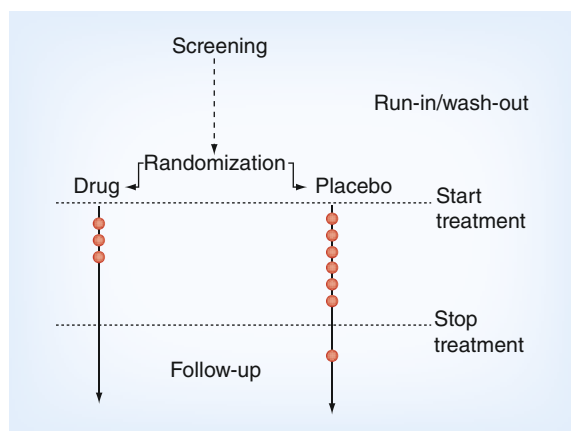 Screening
Run-in/wash-out
Randomization
Drug
Placebo
Start
treatment
Stop
treatment
Follow-up